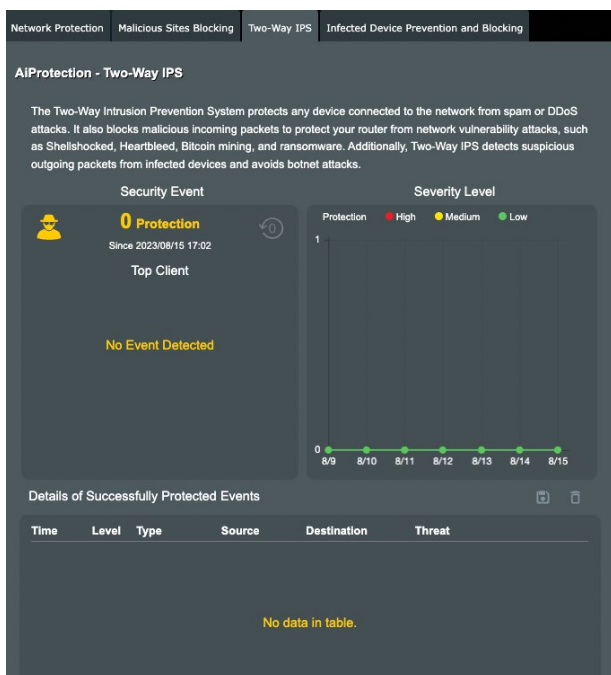 Network Protection Malicious Sites Blocking Two-Way IPS Infected Device Prevention and Blocking
AiProtection - Two-Way IPS
The Two-Way Intrusion Prevention System protects any device connected to the network from spam or DDoS
attacks. It also blocks malicious incoming packets to protect your router from network vulnerability attacks, such
as Shellshocked, Heartbleed, Bitcoin mining, and ransomware. Additionally, Two-Way IPS detects suspicious
outgoing packets from infected devices and avoids botnet attacks.
Security Event
0 Protection
0
Since 2023/08/15 17:02
Top Client
No Event Detected
Severity Level
Protection High Medium Low
1
0
8/9 8/10 8/11 8/12 8/13 8/14 8/15
Details of Successfully Protected Events
Time Level Type Source Destination Threat
No data in table.